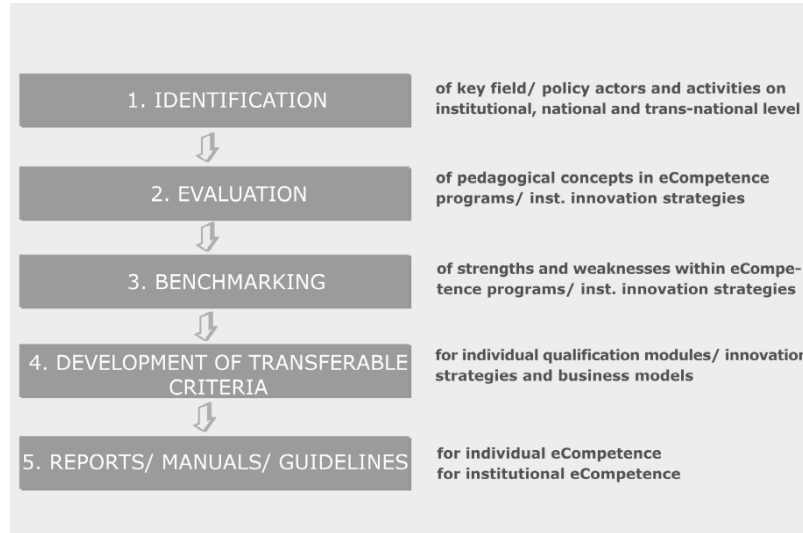 1. IDENTIFICATION
of key field/ policy actors and activities on
institutional, national and trans-national level
2. EVALUATION
of pedagogical concepts in eCompetence
programs/ inst. innovation strategies
3. BENCHMARKING
of strengths and weaknesses within eCompe-
tence programs/ inst. innovation strategies
4. DEVELOPMENT OF TRANSFERABLE
CRITERIA
for individual qualification modules/ innovation
strategies and business models
5. REPORTS/ MANUALS/ GUIDELINES
for individual eCompetence
for institutional eCompetence